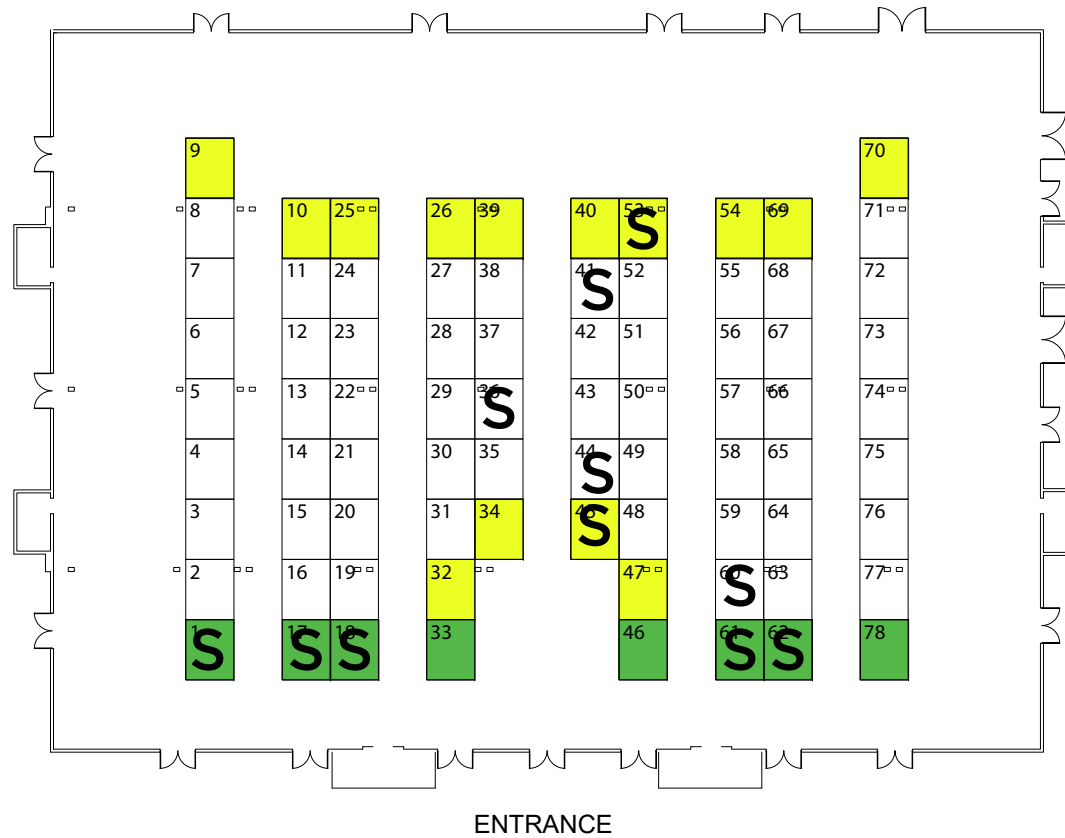 9 70
8 10 25 26 39 40 53 S 54 69 71
7 11 24 27 38 41 S 52 55 68 72
6 12 23 28 37 42 51 56 67 73
5 13 22 29 36 S 43 50 57 66 74
4 14 21 30 35 44 S 49 58 65 75
3 15 20 31 34 45 S 48 59 64 76
2 16 19 32 47 60 S 63 77
1 S 17 S 18 S 33 46 61 S 62 S 78
ENTRANCE